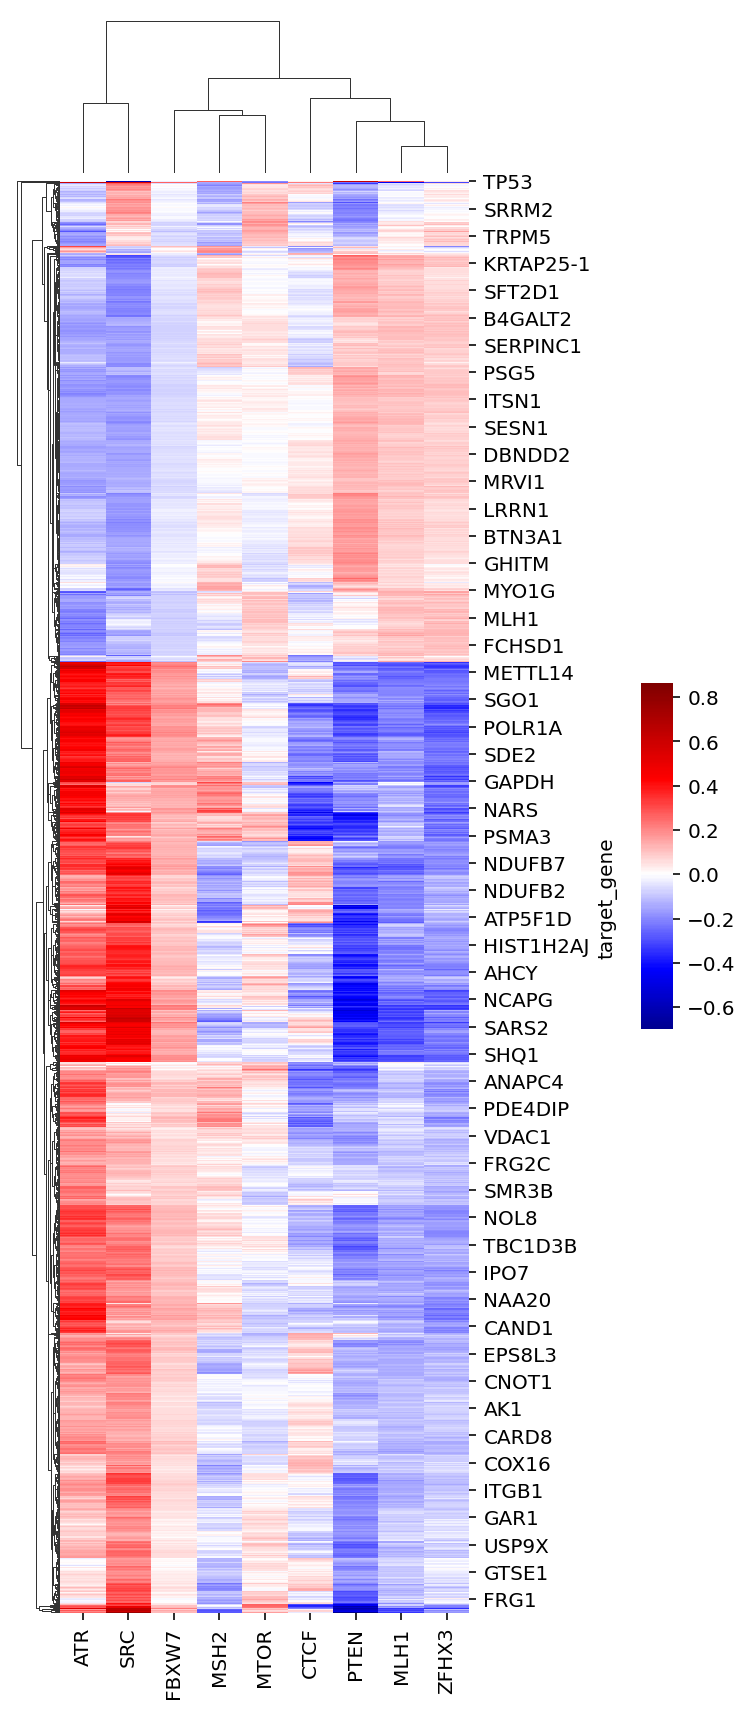 TP53
SRRM2
TRPM5
KRTAP25-1
SFT2D1
B4GALT2
SERPINC1
PSG5
ITSN1
SESN1
DBNDD2
MRVI1
LRRN1
BTN3A1
GHITM
MYO1G
MLH1
FCHSD1
METTL14
SGO1
POLR1A
SDE2
GAPDH
NARS
PSMA3
NDUFB7
NDUFB2
ATP5F1D
HIST1H2AJ
AHCY
NCAPG
SARS2
SHQ1
ANAPC4
PDE4DIP
VDAC1
FRG2C
SMR3B
NOL8
TBC1D3B
IPO7
NAA20
CAND1
EPS8L3
CNOT1
AK1
CARD8
COX16
ITGB1
GAR1
USP9X
GTSE1
FRG1
target_gene
0.8
0.6
0.4
0.2
0.0
−0.2
−0.4
−0.6
ATR
SRC
FBXW7
MSH2
MTOR
CTCF
PTEN
MLH1
ZFHX3